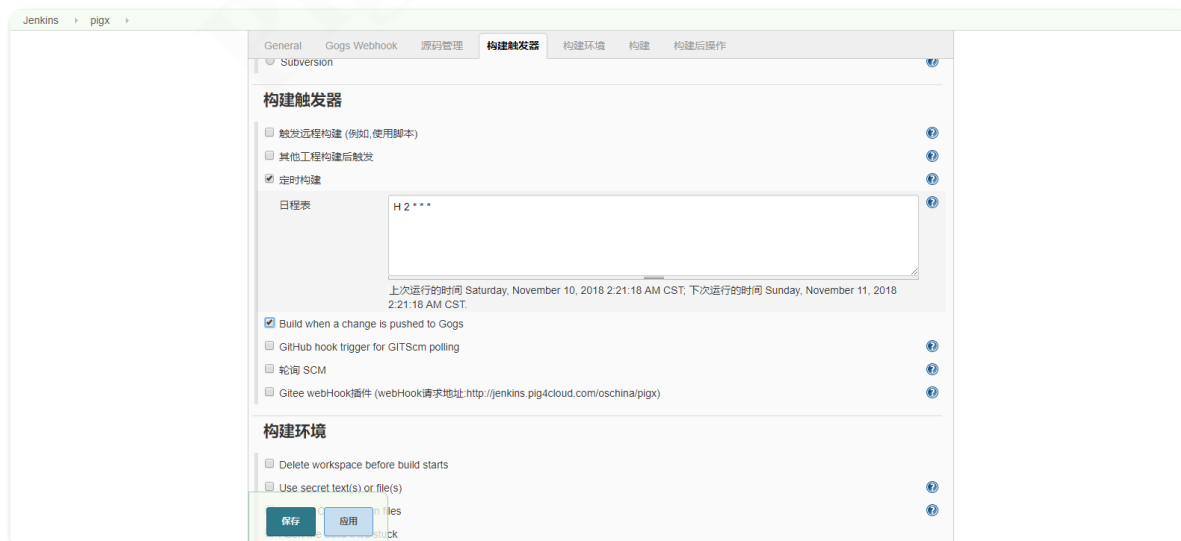 Jenkins pigx
General Gogs Webhook 源码管理 构建触发器 构建环境 构建 构建后操作
Subversion
构建触发器
触发远程构建 (例如,使用脚本)
其他工程构建后触发
定时构建
日程表
H 2 * * *
上次运行的时间 Saturday, November 10, 2018 2:21:18 AM CST; 下次运行的时间 Sunday, November 11, 2018
2:21:18 AM CST.
Build when a change is pushed to Gogs
GitHub hook trigger for GITScm polling
轮询 SCM
Gitee webHook插件 (webHook请求地址:http://jenkins.pig4cloud.com/oschina/pigx)
构建环境
Delete workspace before build starts
Use secret text(s) or file(s)
files
保存 应用
stuck